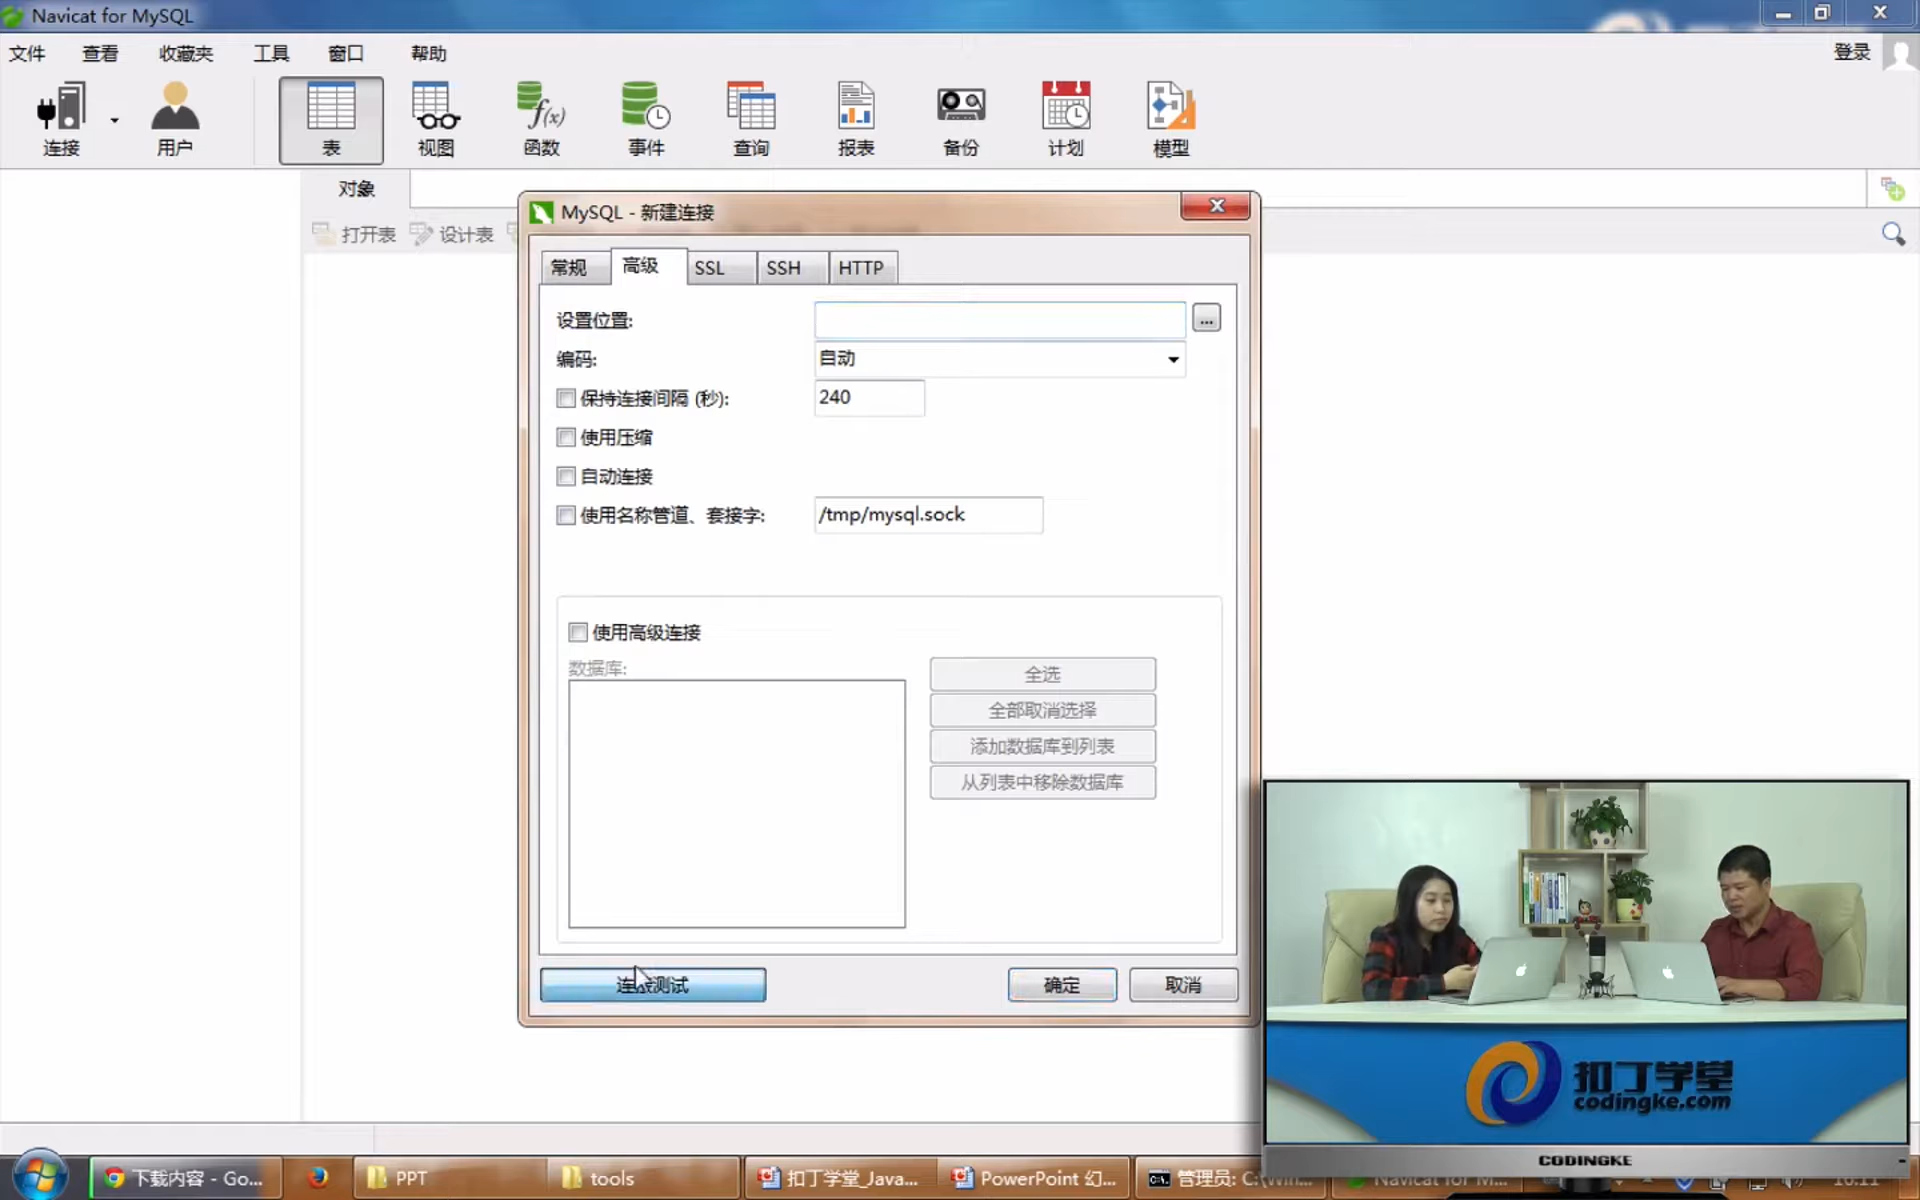 Navicat for MySQL
文件 查看 收藏夹 工具 窗口 帮助 登录
连接 用户 表 视图 函数 事件 查询 报表 备份 计划 模型
对象
打开表 设计表
MySQL - 新建连接
常规 高级 SSL SSH HTTP
设置位置: ...
编码: 自动
保持连接间隔 (秒): 240
使用压缩
自动连接
使用名称管道、套接字: /tmp/mysql.sock
使用高级连接
数据库:
全选
全部取消选择
添加数据库到列表
从列表中移除数据库
连接测试 确定 取消
扣丁学堂
codingke.com
CODINGKE
下载内容 - Go... PPT tools 扣丁学堂_Java... PowerPoint 幻... 管理员: C:\Win... Navicat for M...